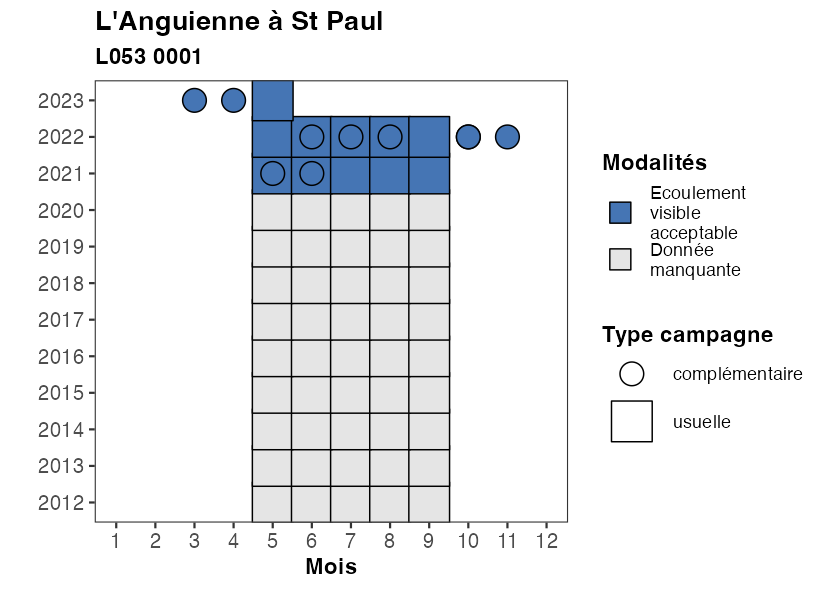 L'Anguienne à St Paul
L053 0001
2023
2022
2021
2020
2019
2018
2017
2016
2015
2014
2013
2012
1 2 3 4 5 6 7 8 9 10 11 12
Mois
Modalités
Ecoulement
visible
acceptable
Donnée
manquante
Type campagne
complémentaire
usuelle